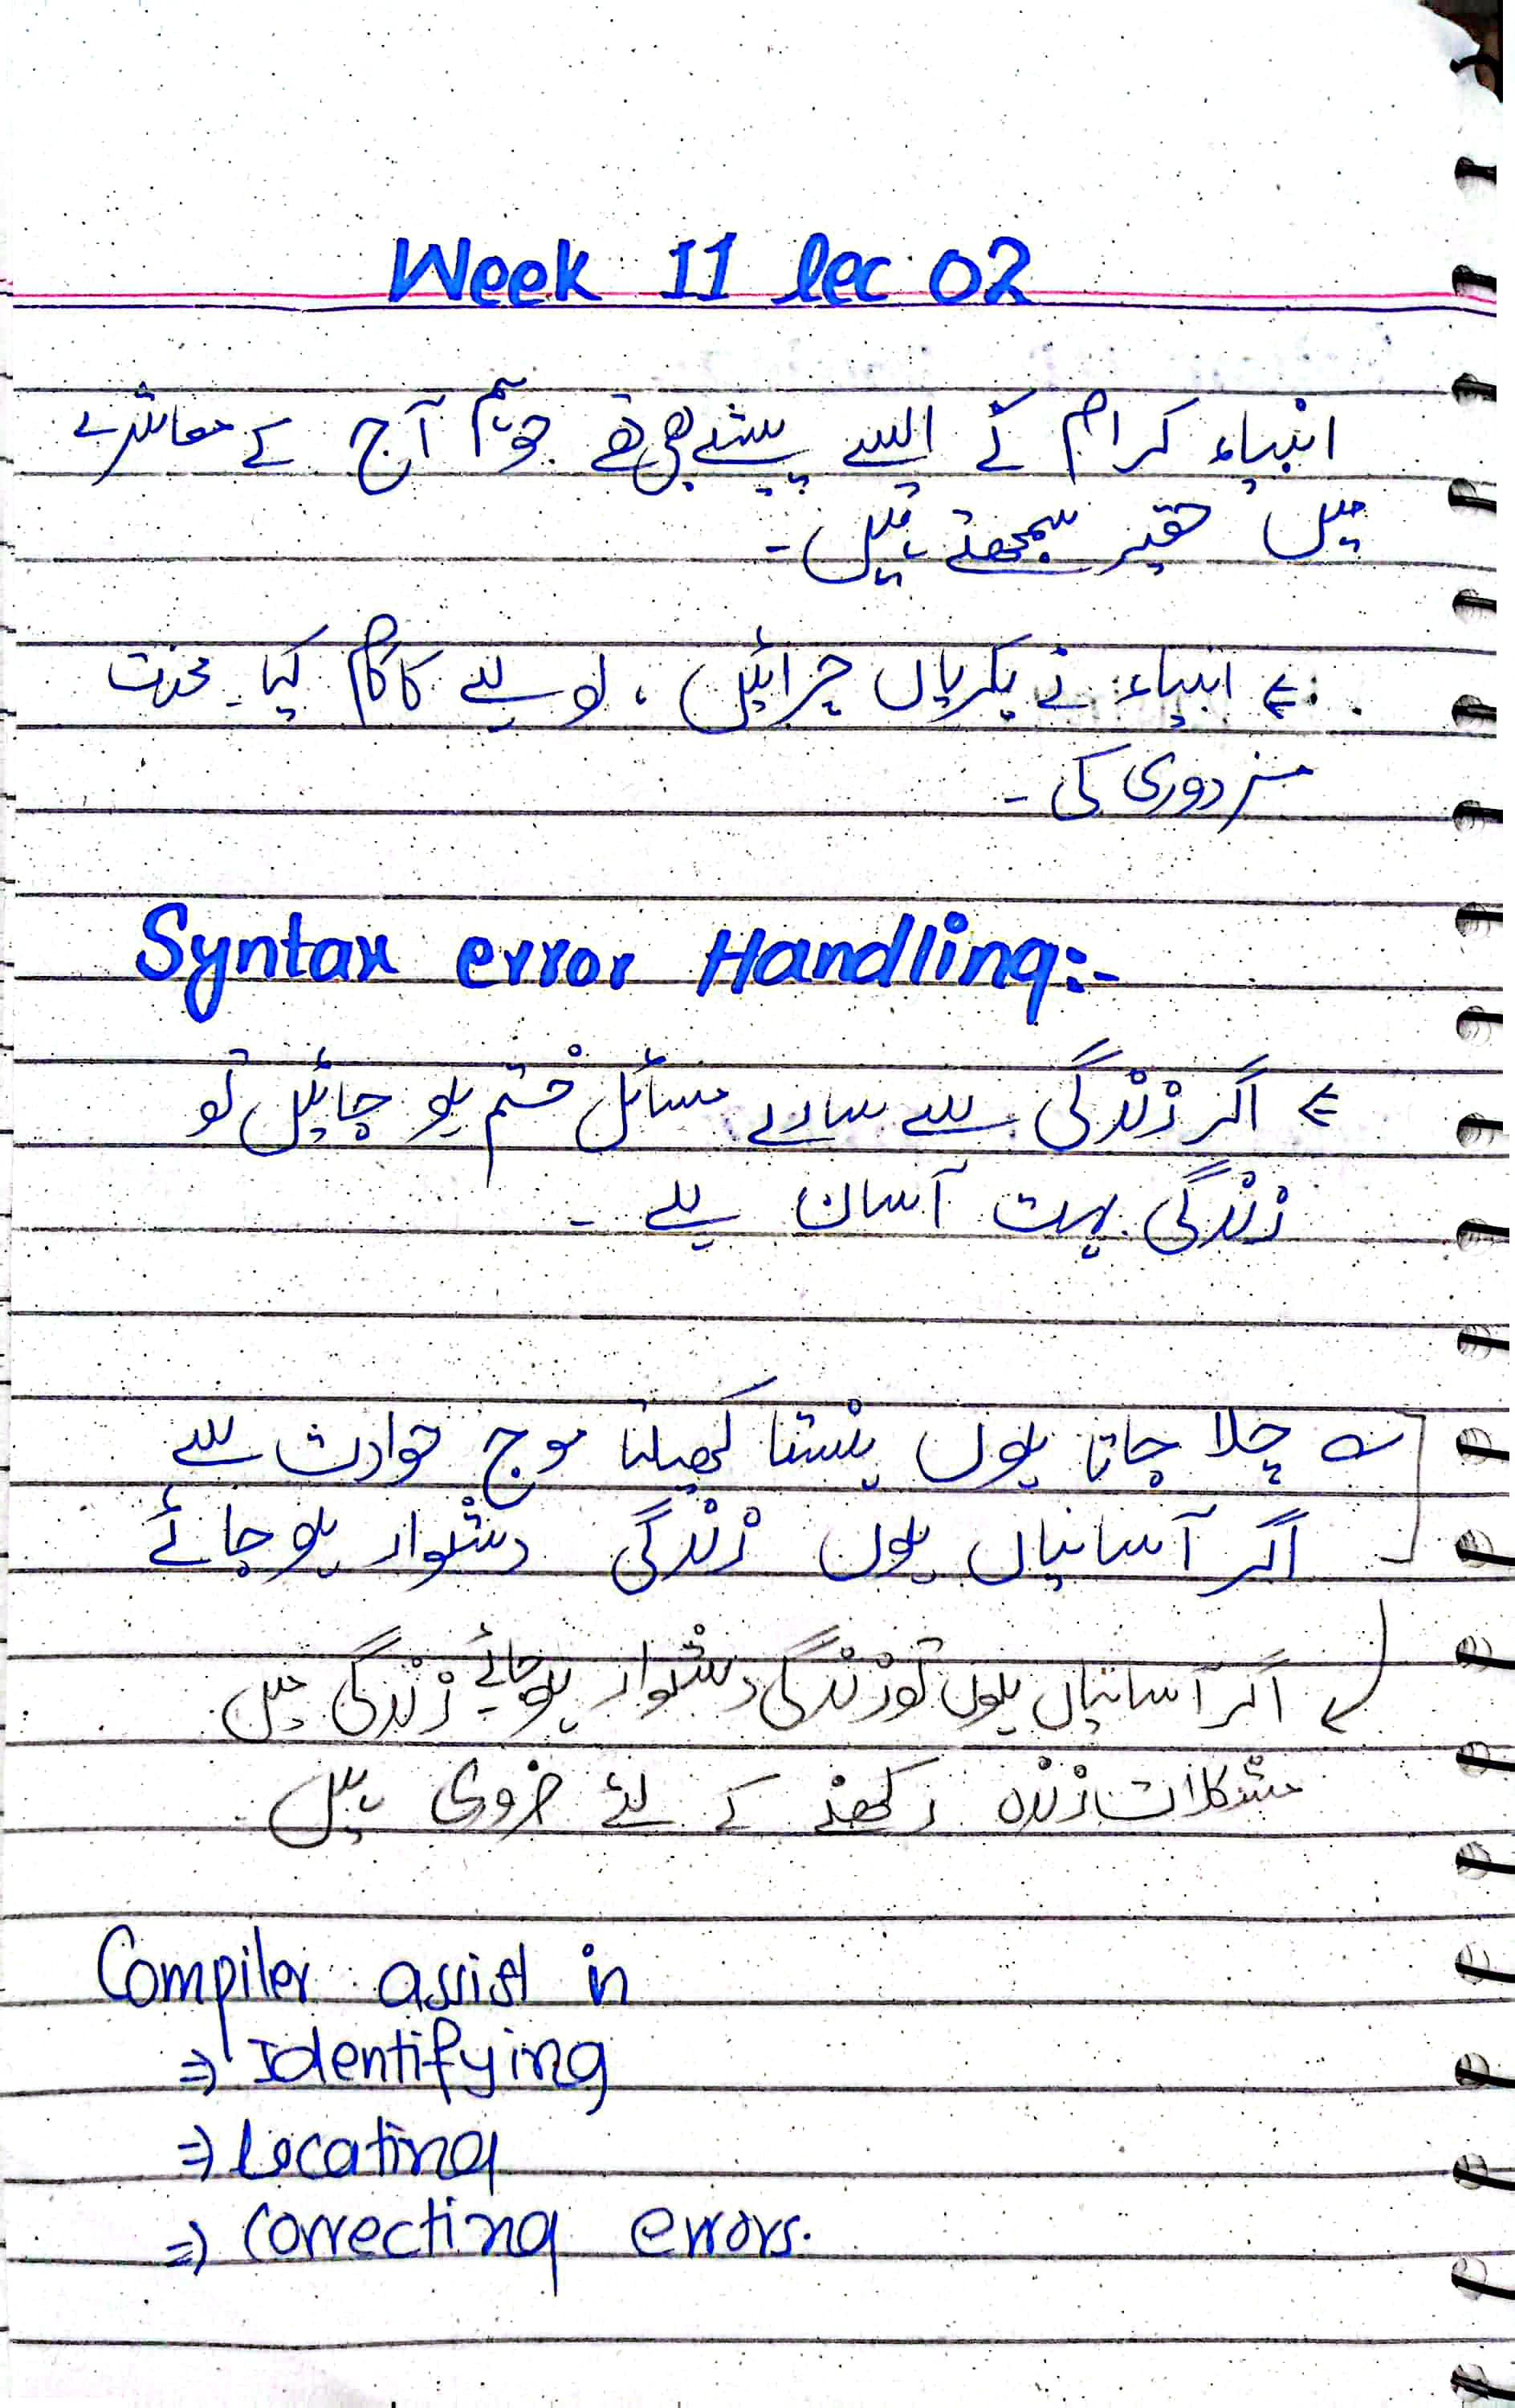 Week 11 lec 02
انبیاء کرام کے ایسے پیشے بھی تھے جو ہم آج کے معاشرے
میں حقیر سمجھتے ہیں۔
⇐ انبیاء نے بکریاں چرائیں، لوہے کا کام کیا۔ محنت
مزدوری کی۔
Syntax error Handling:-
⇐ اگر زندگی سے سارے مسائل ختم ہو جائیں تو
زندگی بہت آسان ہے۔
؎ چلا جاتا ہوں ہنستا کھیلتا موج حوادث سے
اگر آسانیاں ہوں زندگی دشوار ہو جائے
اگر آسانیاں ہوں تو زندگی دشوار ہو جائے زندگی میں
مشکلات زندہ رکھنے کے لئے ضروری ہیں۔
Compiler assist in
⇒ Identifying
⇒ Locating
⇒ Correcting errors.